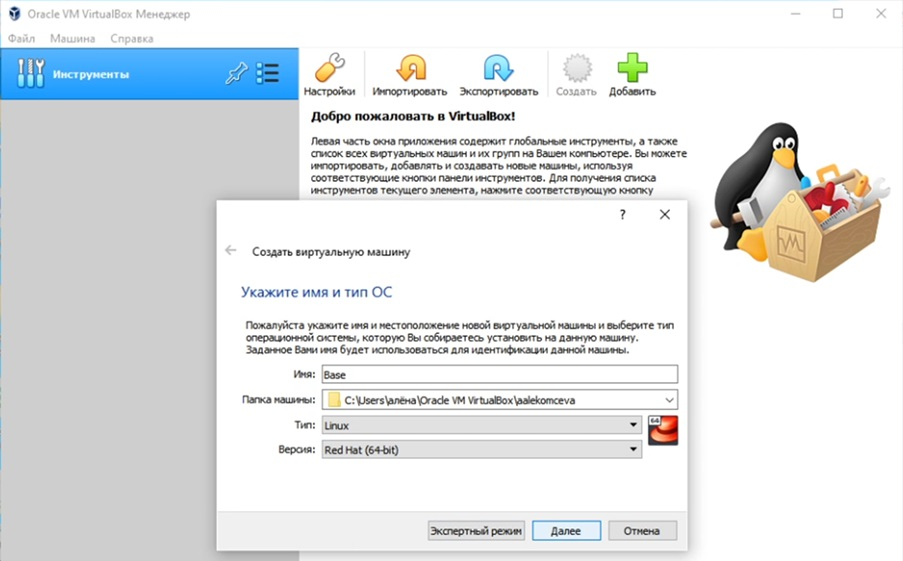 Oracle VM VirtualBox Менеджер
Файл Машина Справка
Инструменты
Настройки Импортировать Экспортировать Создать Добавить
Добро пожаловать в VirtualBox!
Левая часть окна приложения содержит глобальные инструменты, а также
список всех виртуальных машин и их групп на Вашем компьютере. Вы можете
импортировать, добавлять и создавать новые машины, используя
соответствующие кнопки панели инструментов. Для получения списка
инструментов текущего элемента, нажмите соответствующую кнопку
?
Создать виртуальную машину
Укажите имя и тип ОС
Пожалуйста укажите имя и местоположение новой виртуальной машины и выберите тип
операционной системы, которую Вы собираетесь установить на данную машину.
Заданное Вами имя будет использоваться для идентификации данной машины.
Имя: Base
Папка машины: C:\Users\алёна\Oracle VM VirtualBox\aalekomceva
Тип: Linux
64
Версия: Red Hat (64-bit)
Экспертный режим Далее Отмена